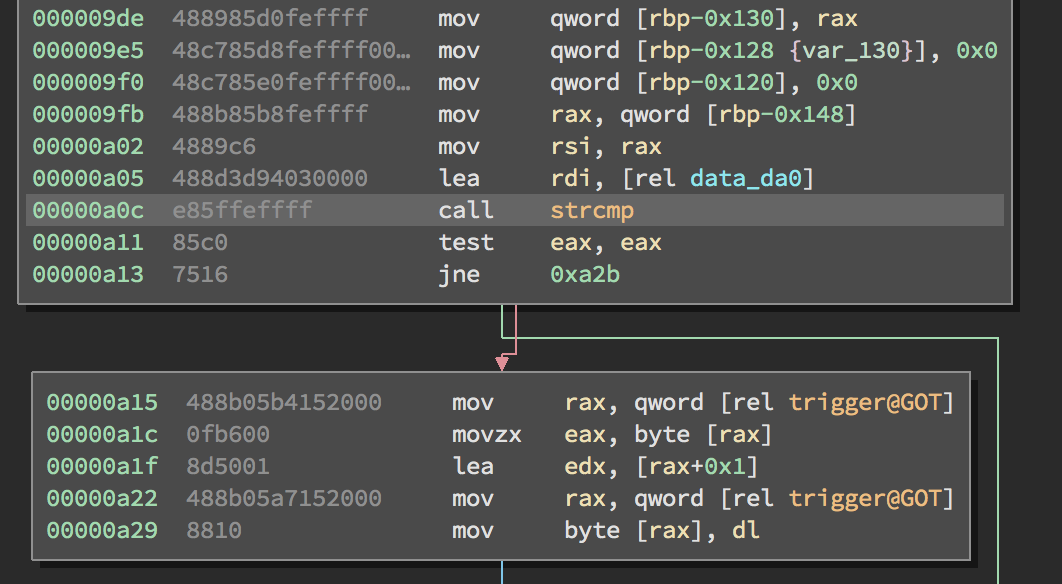 000009de 488985d0feffff mov qword [rbp-0x130], rax
000009e5 48c785d8feffff00… mov qword [rbp-0x128 {var_130}], 0x0
000009f0 48c785e0feffff00… mov qword [rbp-0x120], 0x0
000009fb 488b85b8feffff mov rax, qword [rbp-0x148]
00000a02 4889c6 mov rsi, rax
00000a05 488d3d94030000 lea rdi, [rel data_da0]
00000a0c e85ffeffff call strcmp
00000a11 85c0 test eax, eax
00000a13 7516 jne 0xa2b
00000a15 488b05b4152000 mov rax, qword [rel trigger@GOT]
00000a1c 0fb600 movzx eax, byte [rax]
00000a1f 8d5001 lea edx, [rax+0x1]
00000a22 488b05a7152000 mov rax, qword [rel trigger@GOT]
00000a29 8810 mov byte [rax], dl